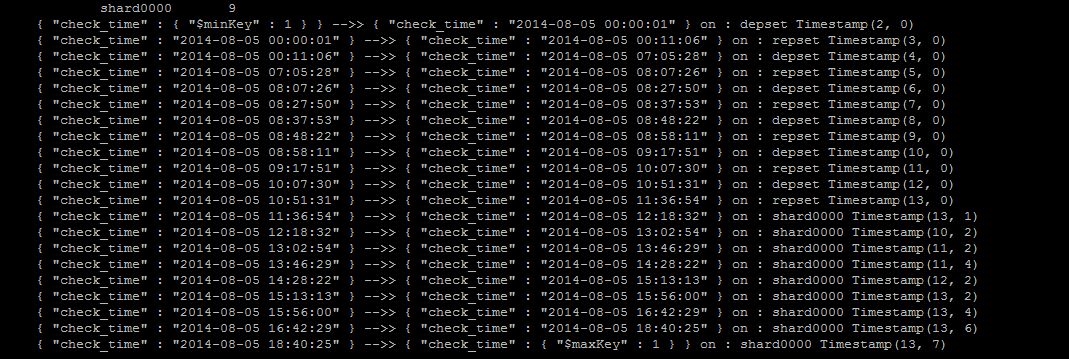 shard0000 9
{ "check_time" : { "$minKey" : 1 } } -->> { "check_time" : "2014-08-05 00:00:01" } on : depset Timestamp(2, 0)
{ "check_time" : "2014-08-05 00:00:01" } -->> { "check_time" : "2014-08-05 00:11:06" } on : repset Timestamp(3, 0)
{ "check_time" : "2014-08-05 00:11:06" } -->> { "check_time" : "2014-08-05 07:05:28" } on : depset Timestamp(4, 0)
{ "check_time" : "2014-08-05 07:05:28" } -->> { "check_time" : "2014-08-05 08:07:26" } on : repset Timestamp(5, 0)
{ "check_time" : "2014-08-05 08:07:26" } -->> { "check_time" : "2014-08-05 08:27:50" } on : depset Timestamp(6, 0)
{ "check_time" : "2014-08-05 08:27:50" } -->> { "check_time" : "2014-08-05 08:37:53" } on : repset Timestamp(7, 0)
{ "check_time" : "2014-08-05 08:37:53" } -->> { "check_time" : "2014-08-05 08:48:22" } on : depset Timestamp(8, 0)
{ "check_time" : "2014-08-05 08:48:22" } -->> { "check_time" : "2014-08-05 08:58:11" } on : repset Timestamp(9, 0)
{ "check_time" : "2014-08-05 08:58:11" } -->> { "check_time" : "2014-08-05 09:17:51" } on : depset Timestamp(10, 0)
{ "check_time" : "2014-08-05 09:17:51" } -->> { "check_time" : "2014-08-05 10:07:30" } on : repset Timestamp(11, 0)
{ "check_time" : "2014-08-05 10:07:30" } -->> { "check_time" : "2014-08-05 10:51:31" } on : depset Timestamp(12, 0)
{ "check_time" : "2014-08-05 10:51:31" } -->> { "check_time" : "2014-08-05 11:36:54" } on : repset Timestamp(13, 0)
{ "check_time" : "2014-08-05 11:36:54" } -->> { "check_time" : "2014-08-05 12:18:32" } on : shard0000 Timestamp(13, 1)
{ "check_time" : "2014-08-05 12:18:32" } -->> { "check_time" : "2014-08-05 13:02:54" } on : shard0000 Timestamp(10, 2)
{ "check_time" : "2014-08-05 13:02:54" } -->> { "check_time" : "2014-08-05 13:46:29" } on : shard0000 Timestamp(11, 2)
{ "check_time" : "2014-08-05 13:46:29" } -->> { "check_time" : "2014-08-05 14:28:22" } on : shard0000 Timestamp(11, 4)
{ "check_time" : "2014-08-05 14:28:22" } -->> { "check_time" : "2014-08-05 15:13:13" } on : shard0000 Timestamp(12, 2)
{ "check_time" : "2014-08-05 15:13:13" } -->> { "check_time" : "2014-08-05 15:56:00" } on : shard0000 Timestamp(13, 2)
{ "check_time" : "2014-08-05 15:56:00" } -->> { "check_time" : "2014-08-05 16:42:29" } on : shard0000 Timestamp(13, 4)
{ "check_time" : "2014-08-05 16:42:29" } -->> { "check_time" : "2014-08-05 18:40:25" } on : shard0000 Timestamp(13, 6)
{ "check_time" : "2014-08-05 18:40:25" } -->> { "check_time" : { "$maxKey" : 1 } } on : shard0000 Timestamp(13, 7)